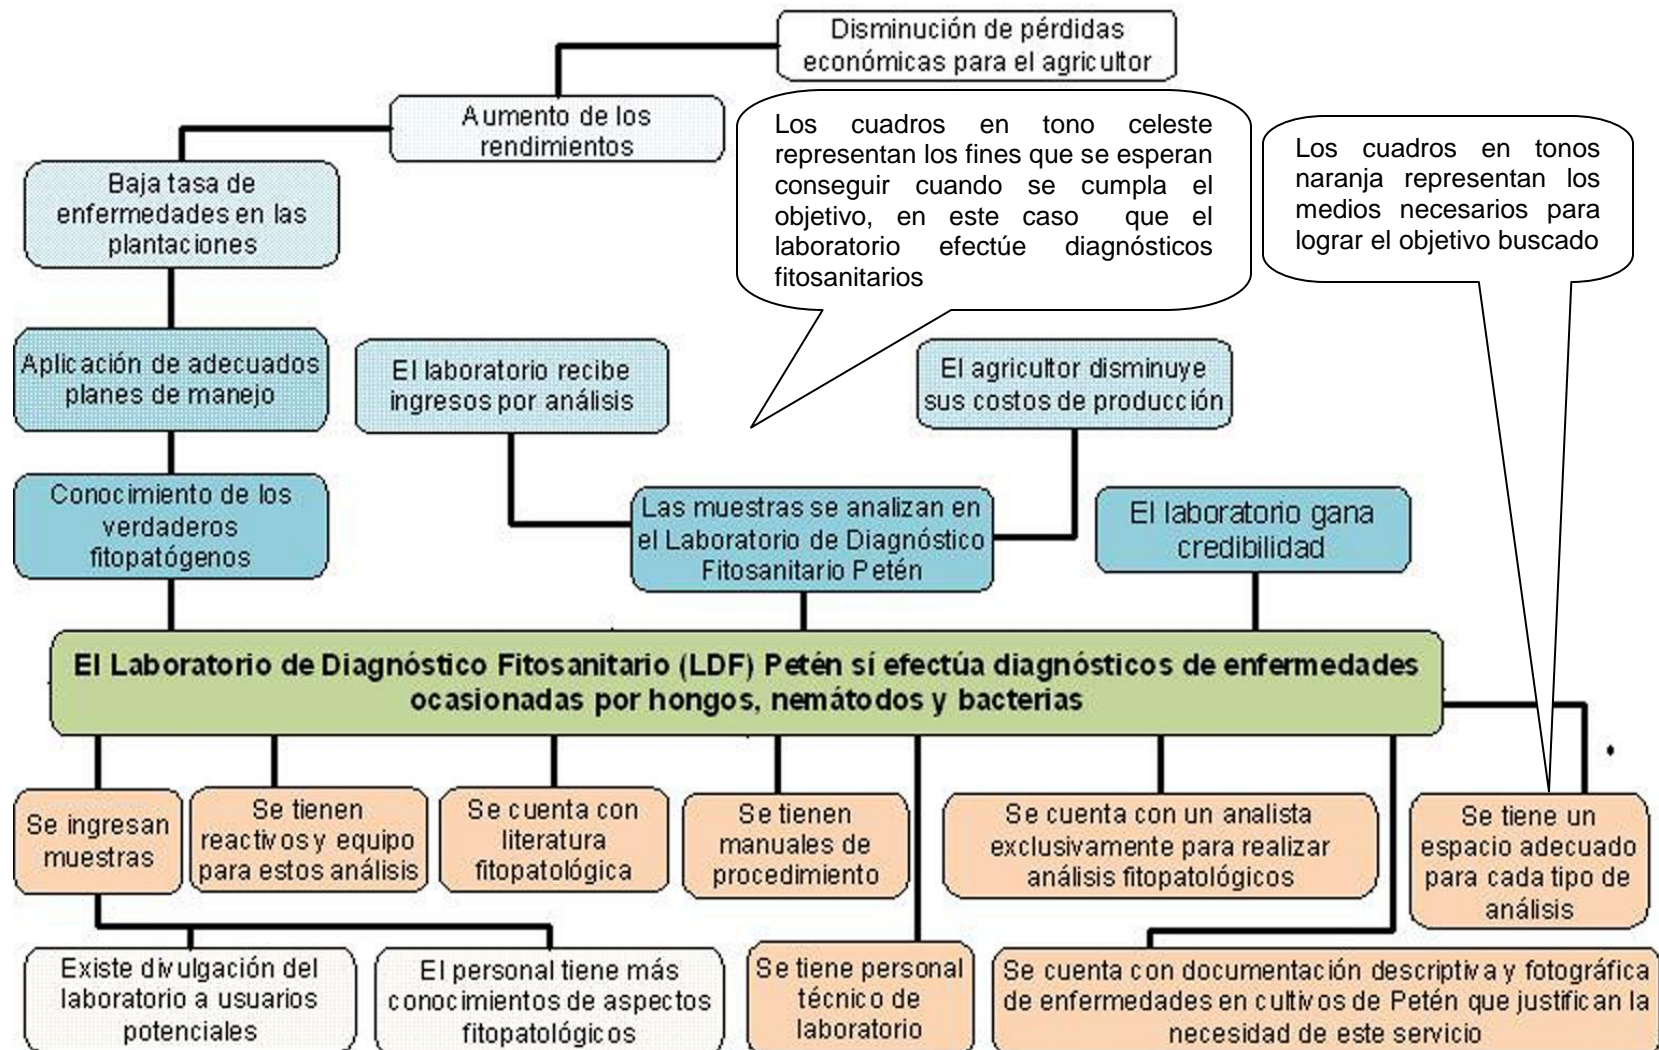 Disminución de pérdidas
económicas para el agricultor
Aumento de los
rendimientos
Baja tasa de
enfermedades en las
plantaciones
Los cuadros en tono celeste
representan los fines que se esperan
conseguir cuando se cumpla el
objetivo, en este caso que el
laboratorio efectúe diagnósticos
fitosanitarios
Los cuadros en tonos
naranja representan los
medios necesarios para
lograr el objetivo buscado
Aplicación de adecuados
planes de manejo
El laboratorio recibe
ingresos por análisis
El agricultor disminuye
sus costos de producción
Conocimiento de los
verdaderos
fitopatógenos
Las muestras se analizan en
el Laboratorio de Diagnóstico
Fitosanitario Petén
El laboratorio gana
credibilidad
El Laboratorio de Diagnóstico Fitosanitario (LDF) Petén sí efectúa diagnósticos de enfermedades
ocasionadas por hongos, nemátodos y bacterias
Se ingresan
muestras
Se tienen
reactivos y equipo
para estos análisis
Se cuenta con
literatura
fitopatológica
Se tienen
manuales de
procedimiento
Se cuenta con un analista
exclusivamente para realizar
análisis fitopatológicos
Se tiene un
espacio adecuado
para cada tipo de
análisis
Existe divulgación del
laboratorio a usuarios
potenciales
El personal tiene más
conocimientos de aspectos
fitopatológicos
Se tiene personal
técnico de
laboratorio
Se cuenta con documentación descriptiva y fotográfica
de enfermedades en cultivos de Petén que justifican la
necesidad de este servicio